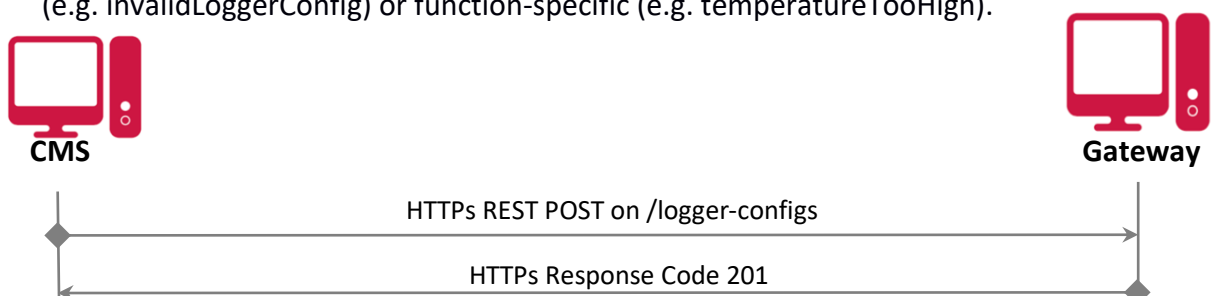 (e.g. invalidLoggerConfig) or function-specific (e.g. temperatureTooHigh).
CMS
Gateway
HTTPs REST POST on /logger-configs
HTTPs Response Code 201